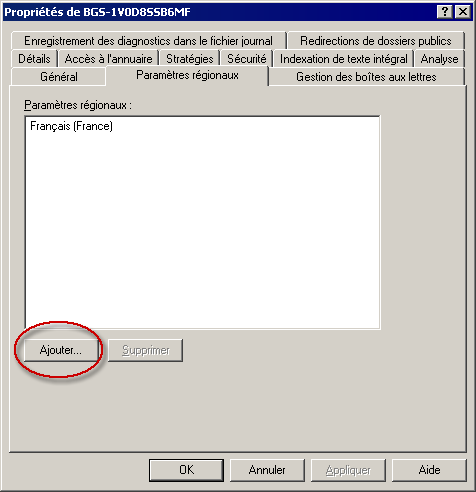 Propriétés de BGS-1V0D8SSB6MF
Enregistrement des diagnostics dans le fichier journal
Redirections de dossiers publics
Détails
Accès à l'annuaire
Stratégies
Sécurité
Indexation de texte intégral
Analyse
Général
Paramètres régionaux
Gestion des boîtes aux lettres
Paramètres régionaux :
Français (France)
Ajouter...
Supprimer
OK
Annuler
Appliquer
Aide